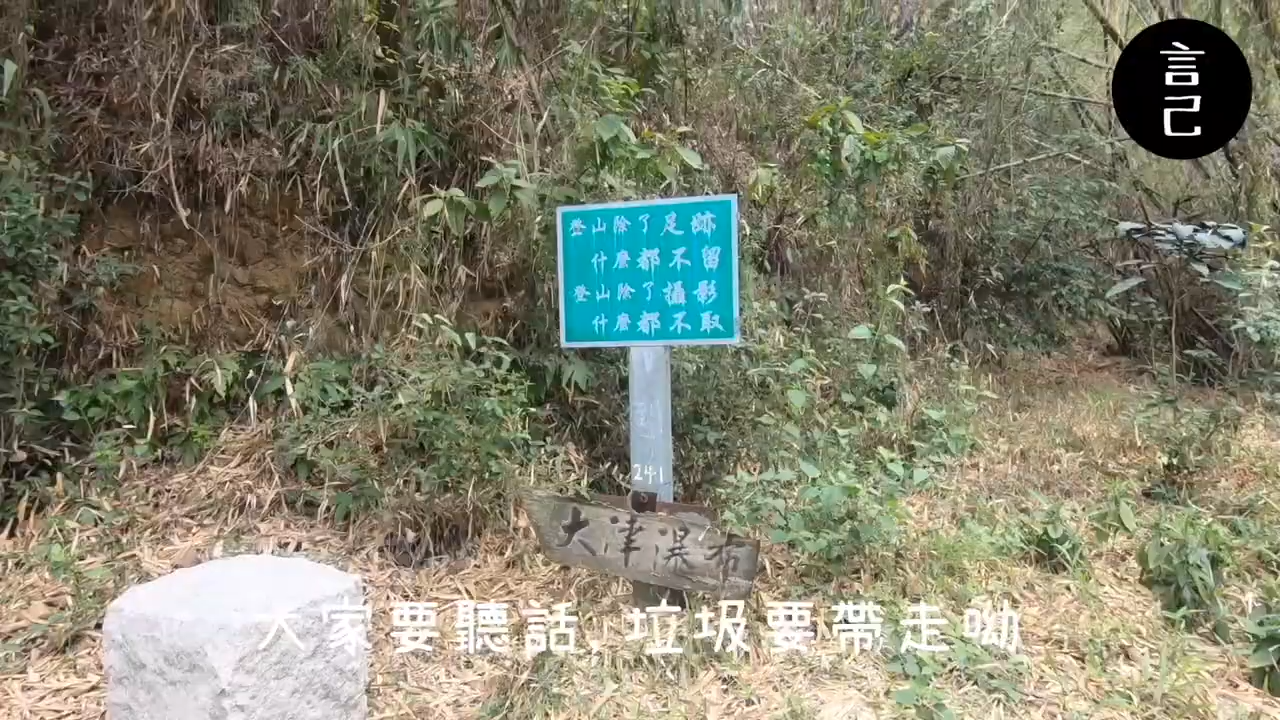 言己
登山除了足跡
什麼都不留
登山除了攝影
什麼都不取
241
大津瀑布
大家要聽話, 垃圾要帶走呦